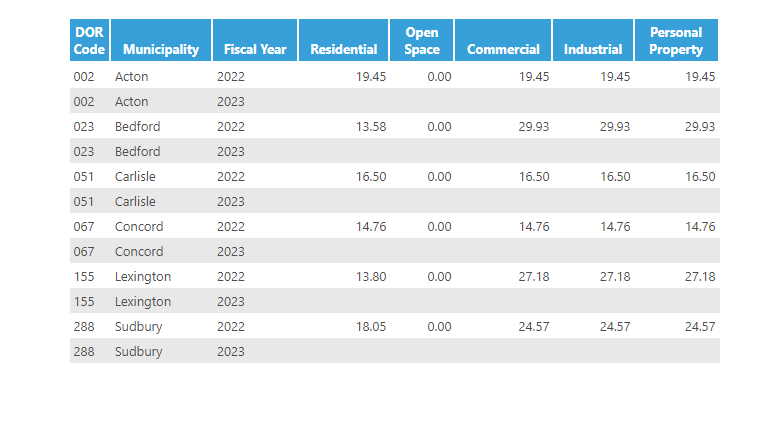 DOR Code Municipality Fiscal Year Residential Open Space Commercial Industrial Personal Property
002 Acton 2022 19.45 0.00 19.45 19.45 19.45
002 Acton 2023
023 Bedford 2022 13.58 0.00 29.93 29.93 29.93
023 Bedford 2023
051 Carlisle 2022 16.50 0.00 16.50 16.50 16.50
051 Carlisle 2023
067 Concord 2022 14.76 0.00 14.76 14.76 14.76
067 Concord 2023
155 Lexington 2022 13.80 0.00 27.18 27.18 27.18
155 Lexington 2023
288 Sudbury 2022 18.05 0.00 24.57 24.57 24.57
288 Sudbury 2023